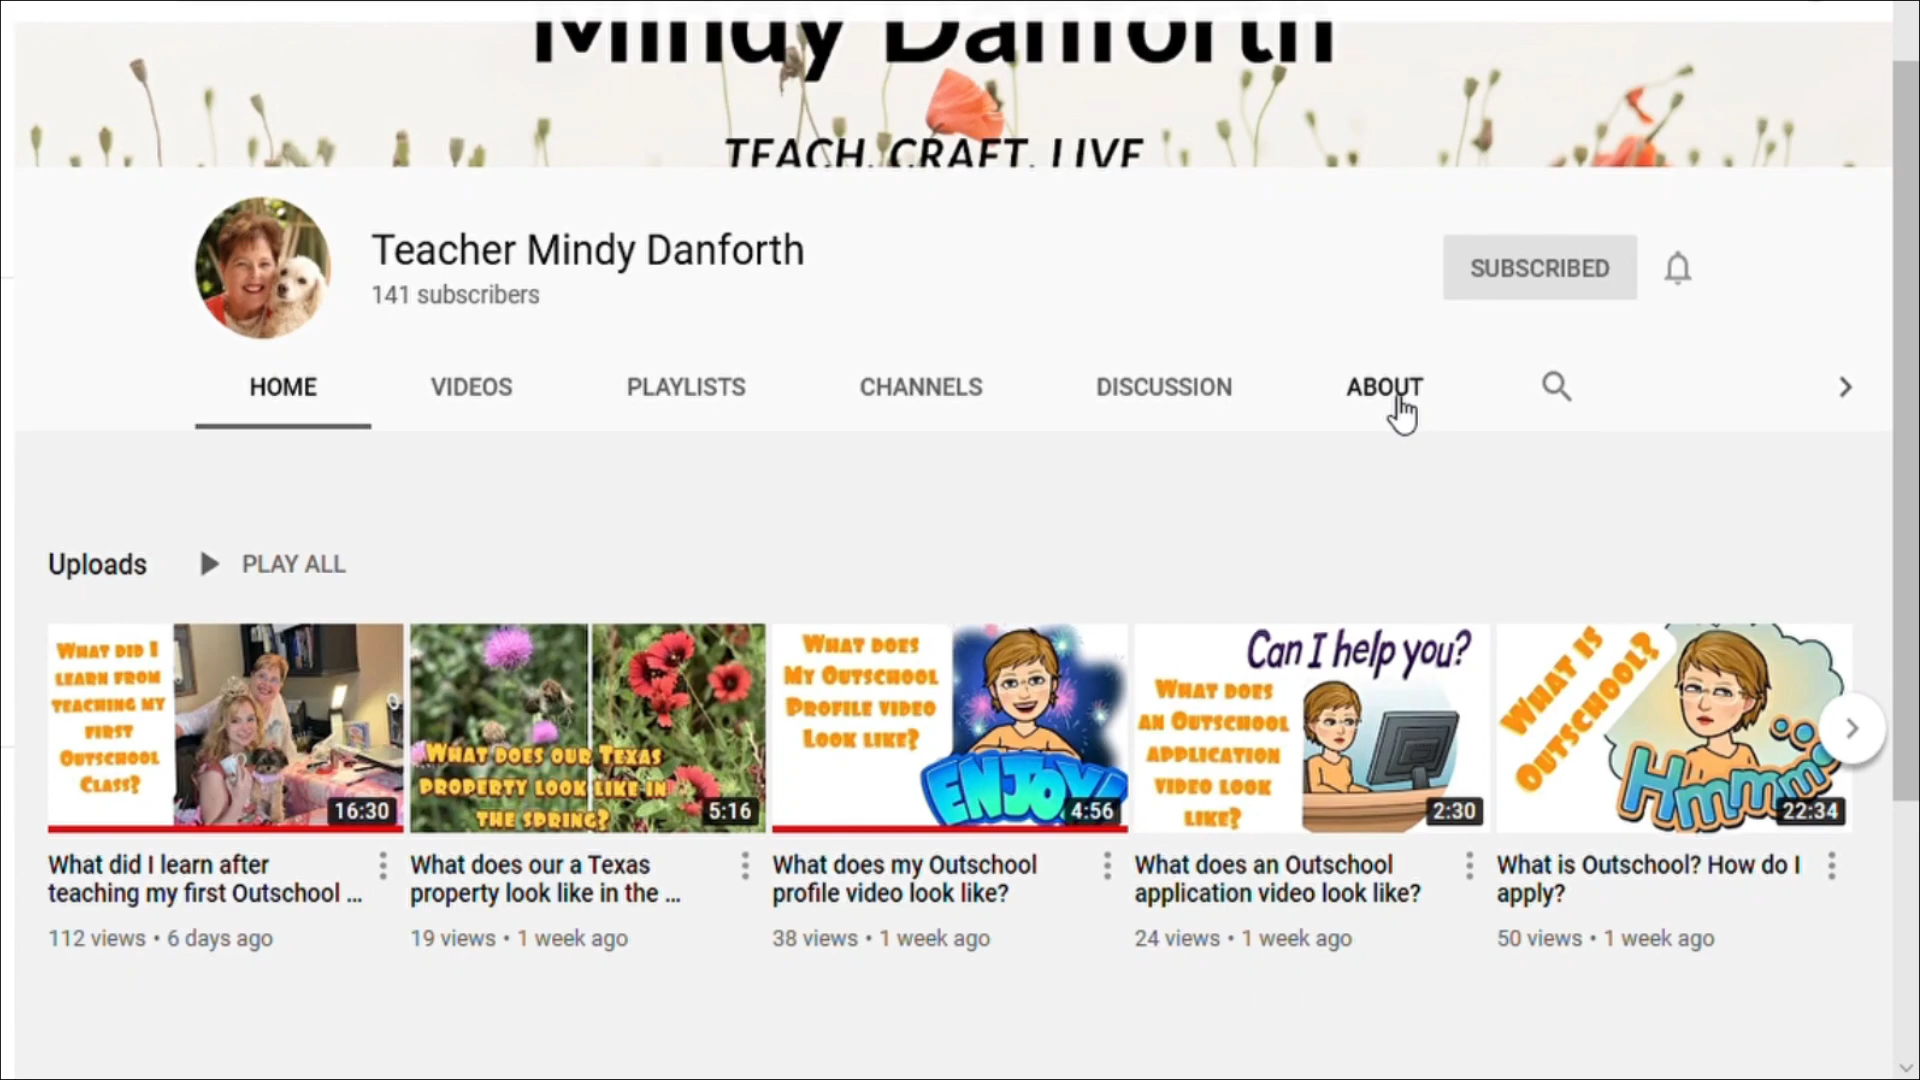 Mindy Danforth
TEACH. CRAFT. LIVE
Teacher Mindy Danforth
141 subscribers
SUBSCRIBED
HOME
VIDEOS
PLAYLISTS
CHANNELS
DISCUSSION
ABOUT
Uploads
PLAY ALL
WHAT DID I
LEARN FROM
TEACHING MY
FIRST
OUTSCHOOL
CLASS?
16:30
WHAT DOES OUR TEXAS
PROPERTY LOOK LIKE IN
THE SPRING?
5:16
WHAT DOES
MY OUTSCHOOL
PROFILE VIDEO
LOOK LIKE?
ENJOY!
4:56
Can I help you?
WHAT DOES
AN OUTSCHOOL
APPLICATION
VIDEO LOOK
LIKE?
2:30
WHAT IS
OUTSCHOOL?
Hmmm
22:34
What did I learn after
teaching my first Outschool ...
112 views • 6 days ago
What does our a Texas
property look like in the ...
19 views • 1 week ago
What does my Outschool
profile video look like?
38 views • 1 week ago
What does an Outschool
application video look like?
24 views • 1 week ago
What is Outschool? How do I
apply?
50 views • 1 week ago